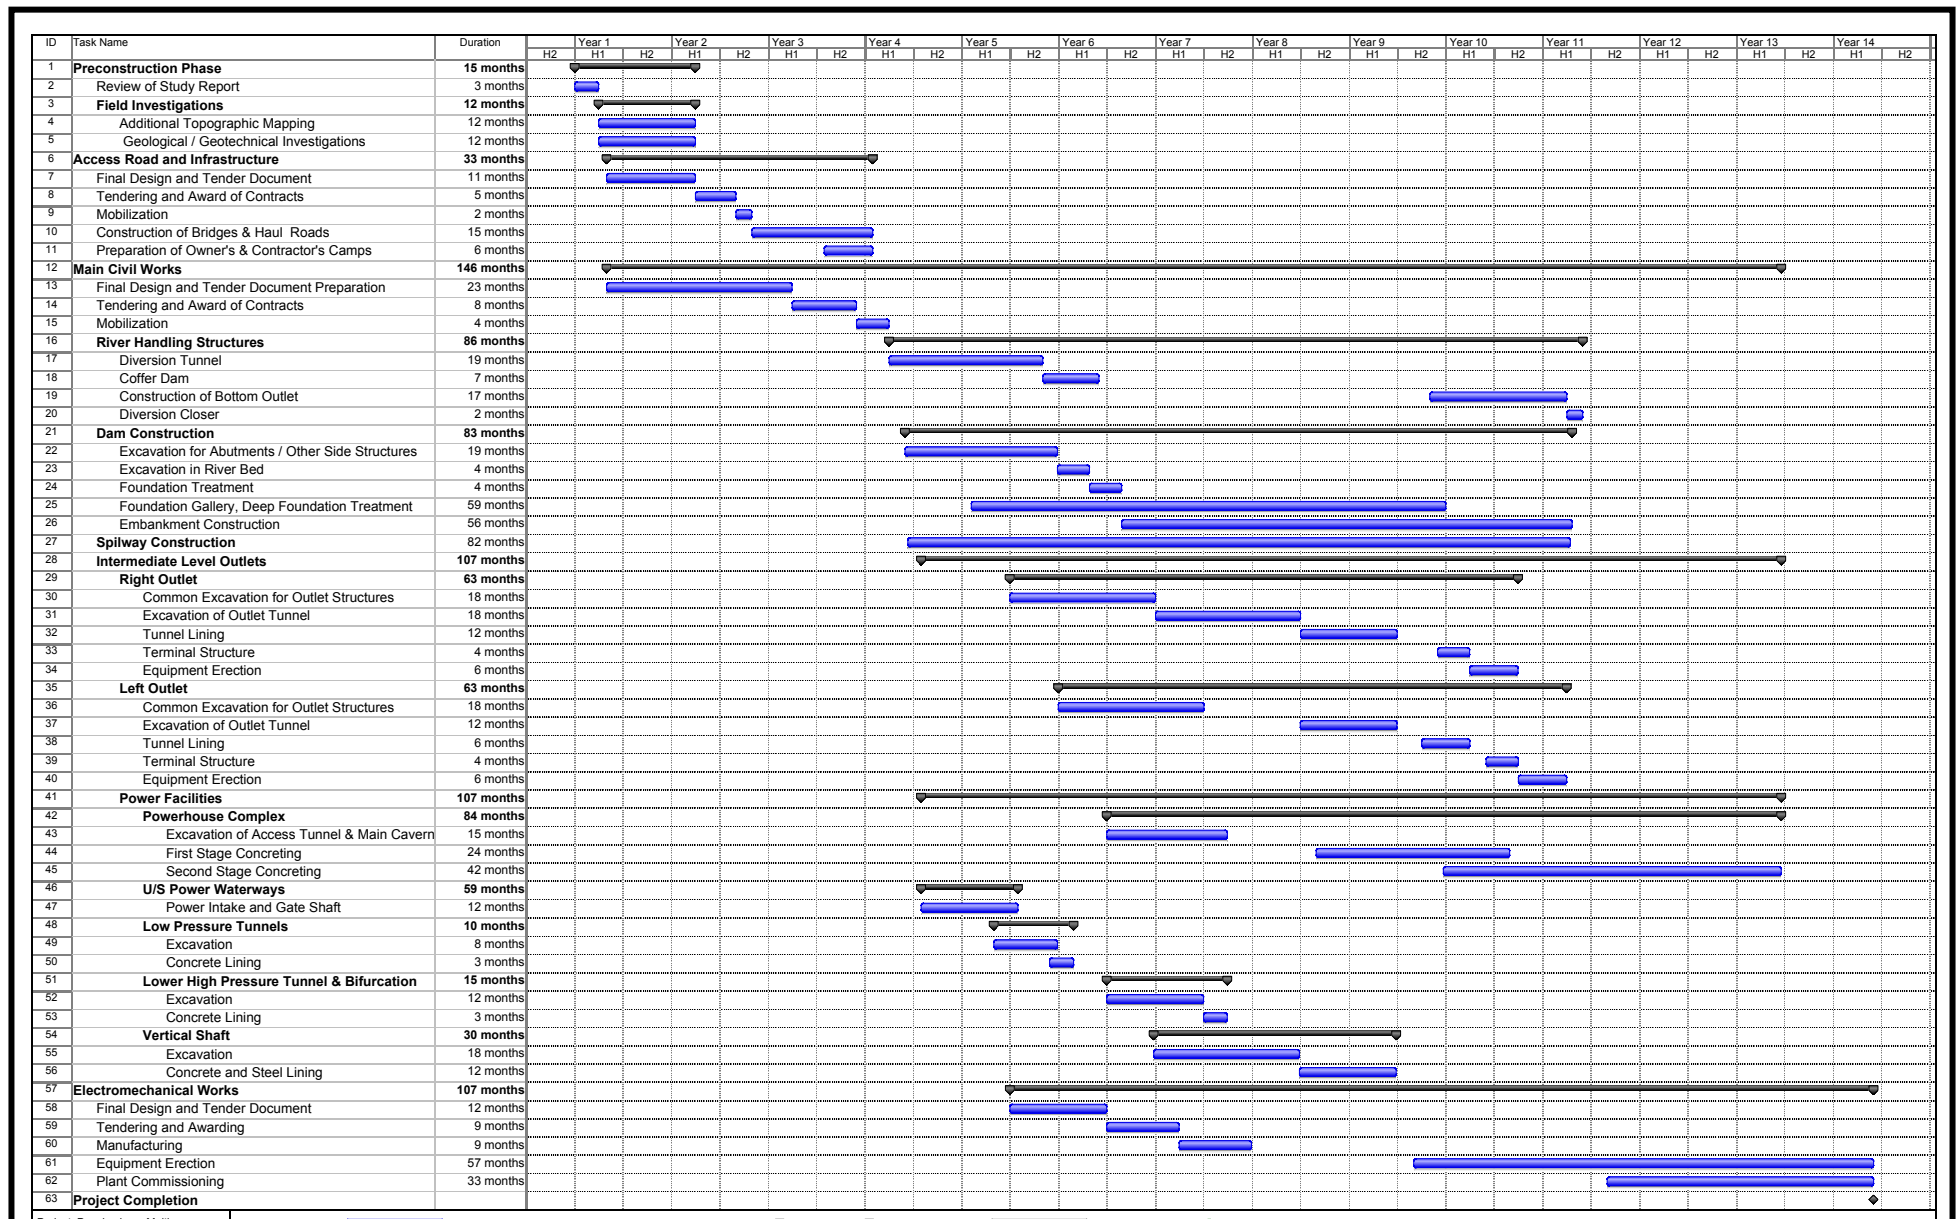 ID Task Name Duration Year 1 Year 2 Year 3 Year 4 Year 5 Year 6 Year 7 Year 8 Year 9 Year 10 Year 11 Year 12 Year 13 Year 14
H2 H1 H2 H1 H2 H1 H2 H1 H2 H1 H2 H1 H2 H1 H2 H1 H2 H1 H2 H1 H2 H1 H2 H1 H2 H1 H2 H1 H2
1 Preconstruction Phase 15 months
2 Review of Study Report 3 months
3 Field Investigations 12 months
4 Additional Topographic Mapping 12 months
5 Geological / Geotechnical Investigations 12 months
6 Access Road and Infrastructure 33 months
7 Final Design and Tender Document 11 months
8 Tendering and Award of Contracts 5 months
9 Mobilization 2 months
10 Construction of Bridges & Haul Roads 15 months
11 Preparation of Owner's & Contractor's Camps 6 months
12 Main Civil Works 146 months
13 Final Design and Tender Document Preparation 23 months
14 Tendering and Award of Contracts 8 months
15 Mobilization 4 months
16 River Handling Structures 86 months
17 Diversion Tunnel 19 months
18 Coffer Dam 7 months
19 Construction of Bottom Outlet 17 months
20 Diversion Closer 2 months
21 Dam Construction 83 months
22 Excavation for Abutments / Other Side Structures 19 months
23 Excavation in River Bed 4 months
24 Foundation Treatment 4 months
25 Foundation Gallery, Deep Foundation Treatment 59 months
26 Embankment Construction 56 months
27 Spilway Construction 82 months
28 Intermediate Level Outlets 107 months
29 Right Outlet 63 months
30 Common Excavation for Outlet Structures 18 months
31 Excavation of Outlet Tunnel 18 months
32 Tunnel Lining 12 months
33 Terminal Structure 4 months
34 Equipment Erection 6 months
35 Left Outlet 63 months
36 Common Excavation for Outlet Structures 18 months
37 Excavation of Outlet Tunnel 12 months
38 Tunnel Lining 6 months
39 Terminal Structure 4 months
40 Equipment Erection 6 months
41 Power Facilities 107 months
42 Powerhouse Complex 84 months
43 Excavation of Access Tunnel & Main Cavern 15 months
44 First Stage Concreting 24 months
45 Second Stage Concreting 42 months
46 U/S Power Waterways 59 months
47 Power Intake and Gate Shaft 12 months
48 Low Pressure Tunnels 10 months
49 Excavation 8 months
50 Concrete Lining 3 months
51 Lower High Pressure Tunnel & Bifurcation 15 months
52 Excavation 12 months
53 Concrete Lining 3 months
54 Vertical Shaft 30 months
55 Excavation 18 months
56 Concrete and Steel Lining 12 months
57 Electromechanical Works 107 months
58 Final Design and Tender Document 12 months
59 Tendering and Awarding 9 months
60 Manufacturing 9 months
61 Equipment Erection 57 months
62 Plant Commissioning 33 months
63 Project Completion